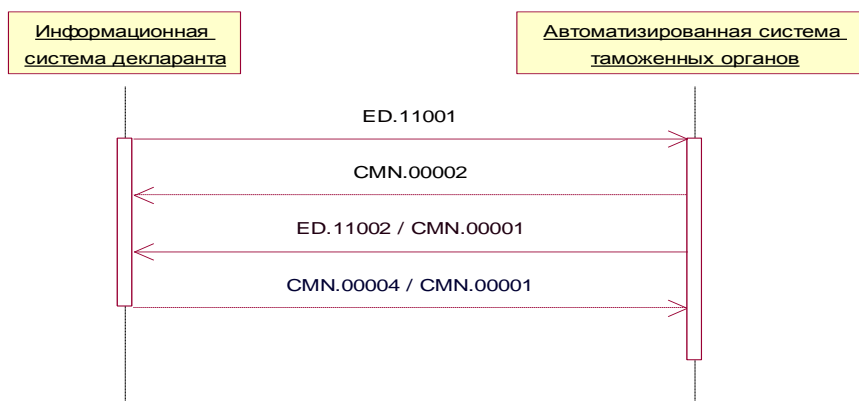 Информационная
система декларанта
Автоматизированная система
таможенных органов
ED.11001
CMN.00002
ED.11002 / CMN.00001
CMN.00004 / CMN.00001